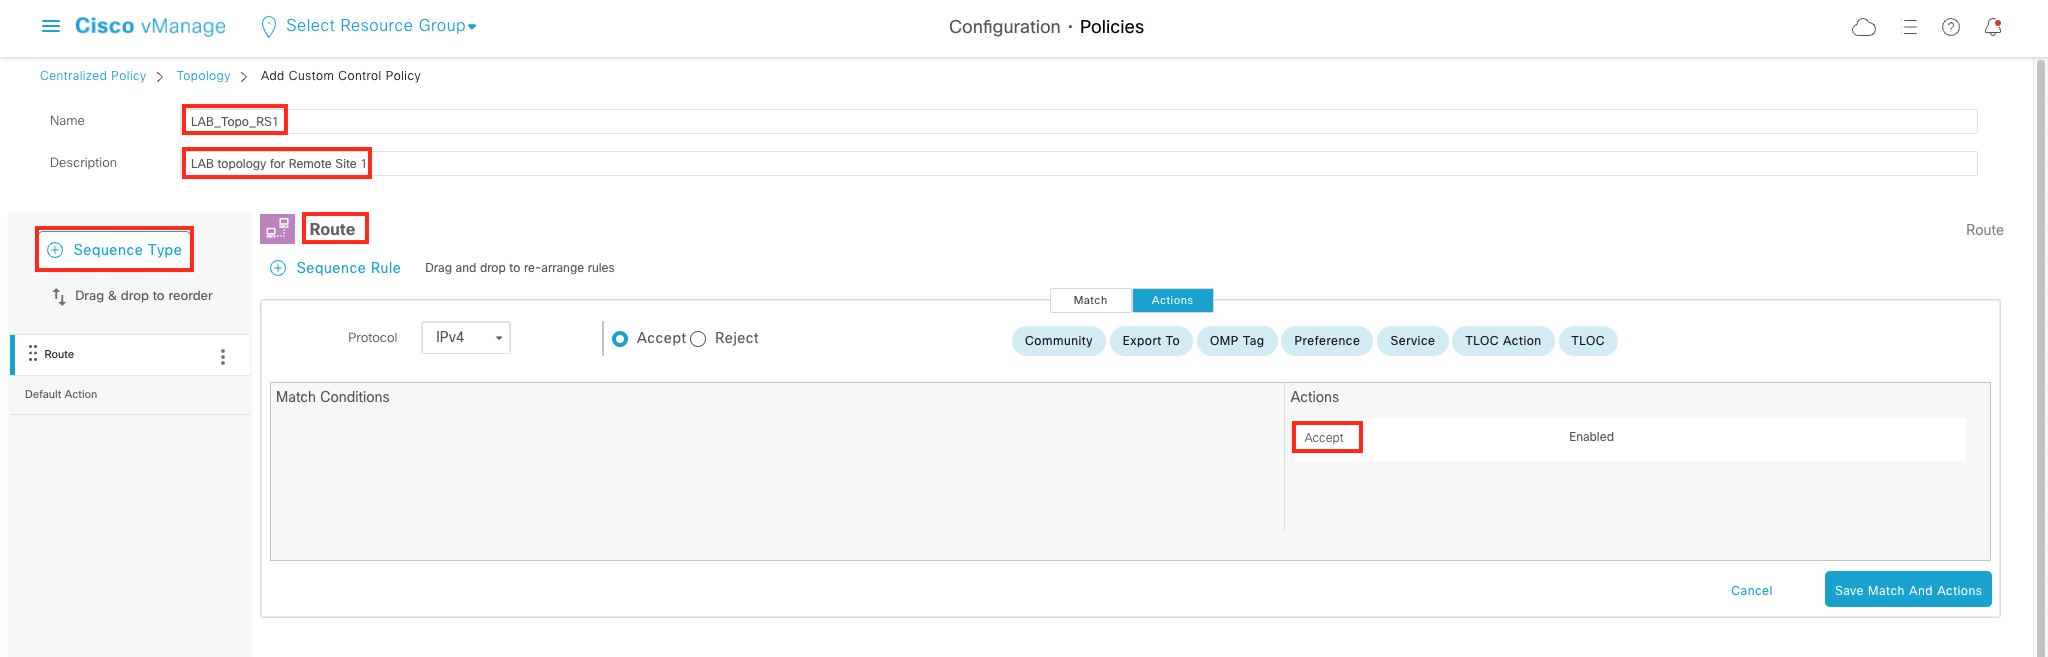 Cisco vManage
Select Resource Group
Configuration · Policies
Centralized Policy > Topology > Add Custom Control Policy
Name
LAB_Topo_RS1
Description
LAB topology for Remote Site 1
Sequence Type
Drag & drop to reorder
Route
Default Action
Route
Route
Sequence Rule
Drag and drop to re-arrange rules
Match
Actions
Protocol
IPv4
Accept
Reject
Community
Export To
OMP Tag
Preference
Service
TLOC Action
TLOC
Match Conditions
Actions
Accept
Enabled
Cancel
Save Match And Actions